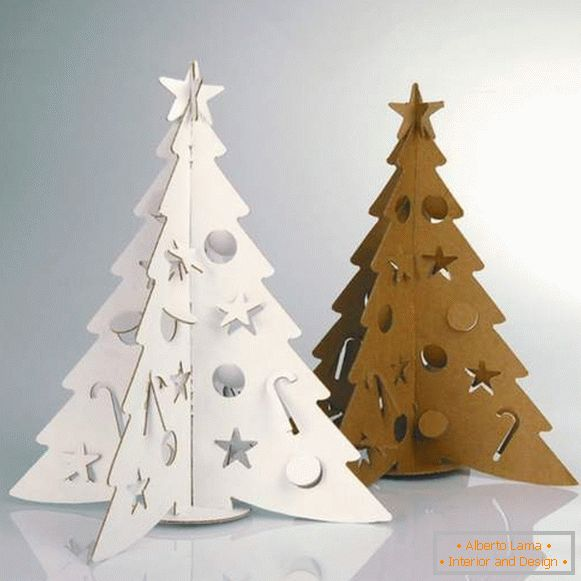 • Alberto Lama •
• Interior and Design •